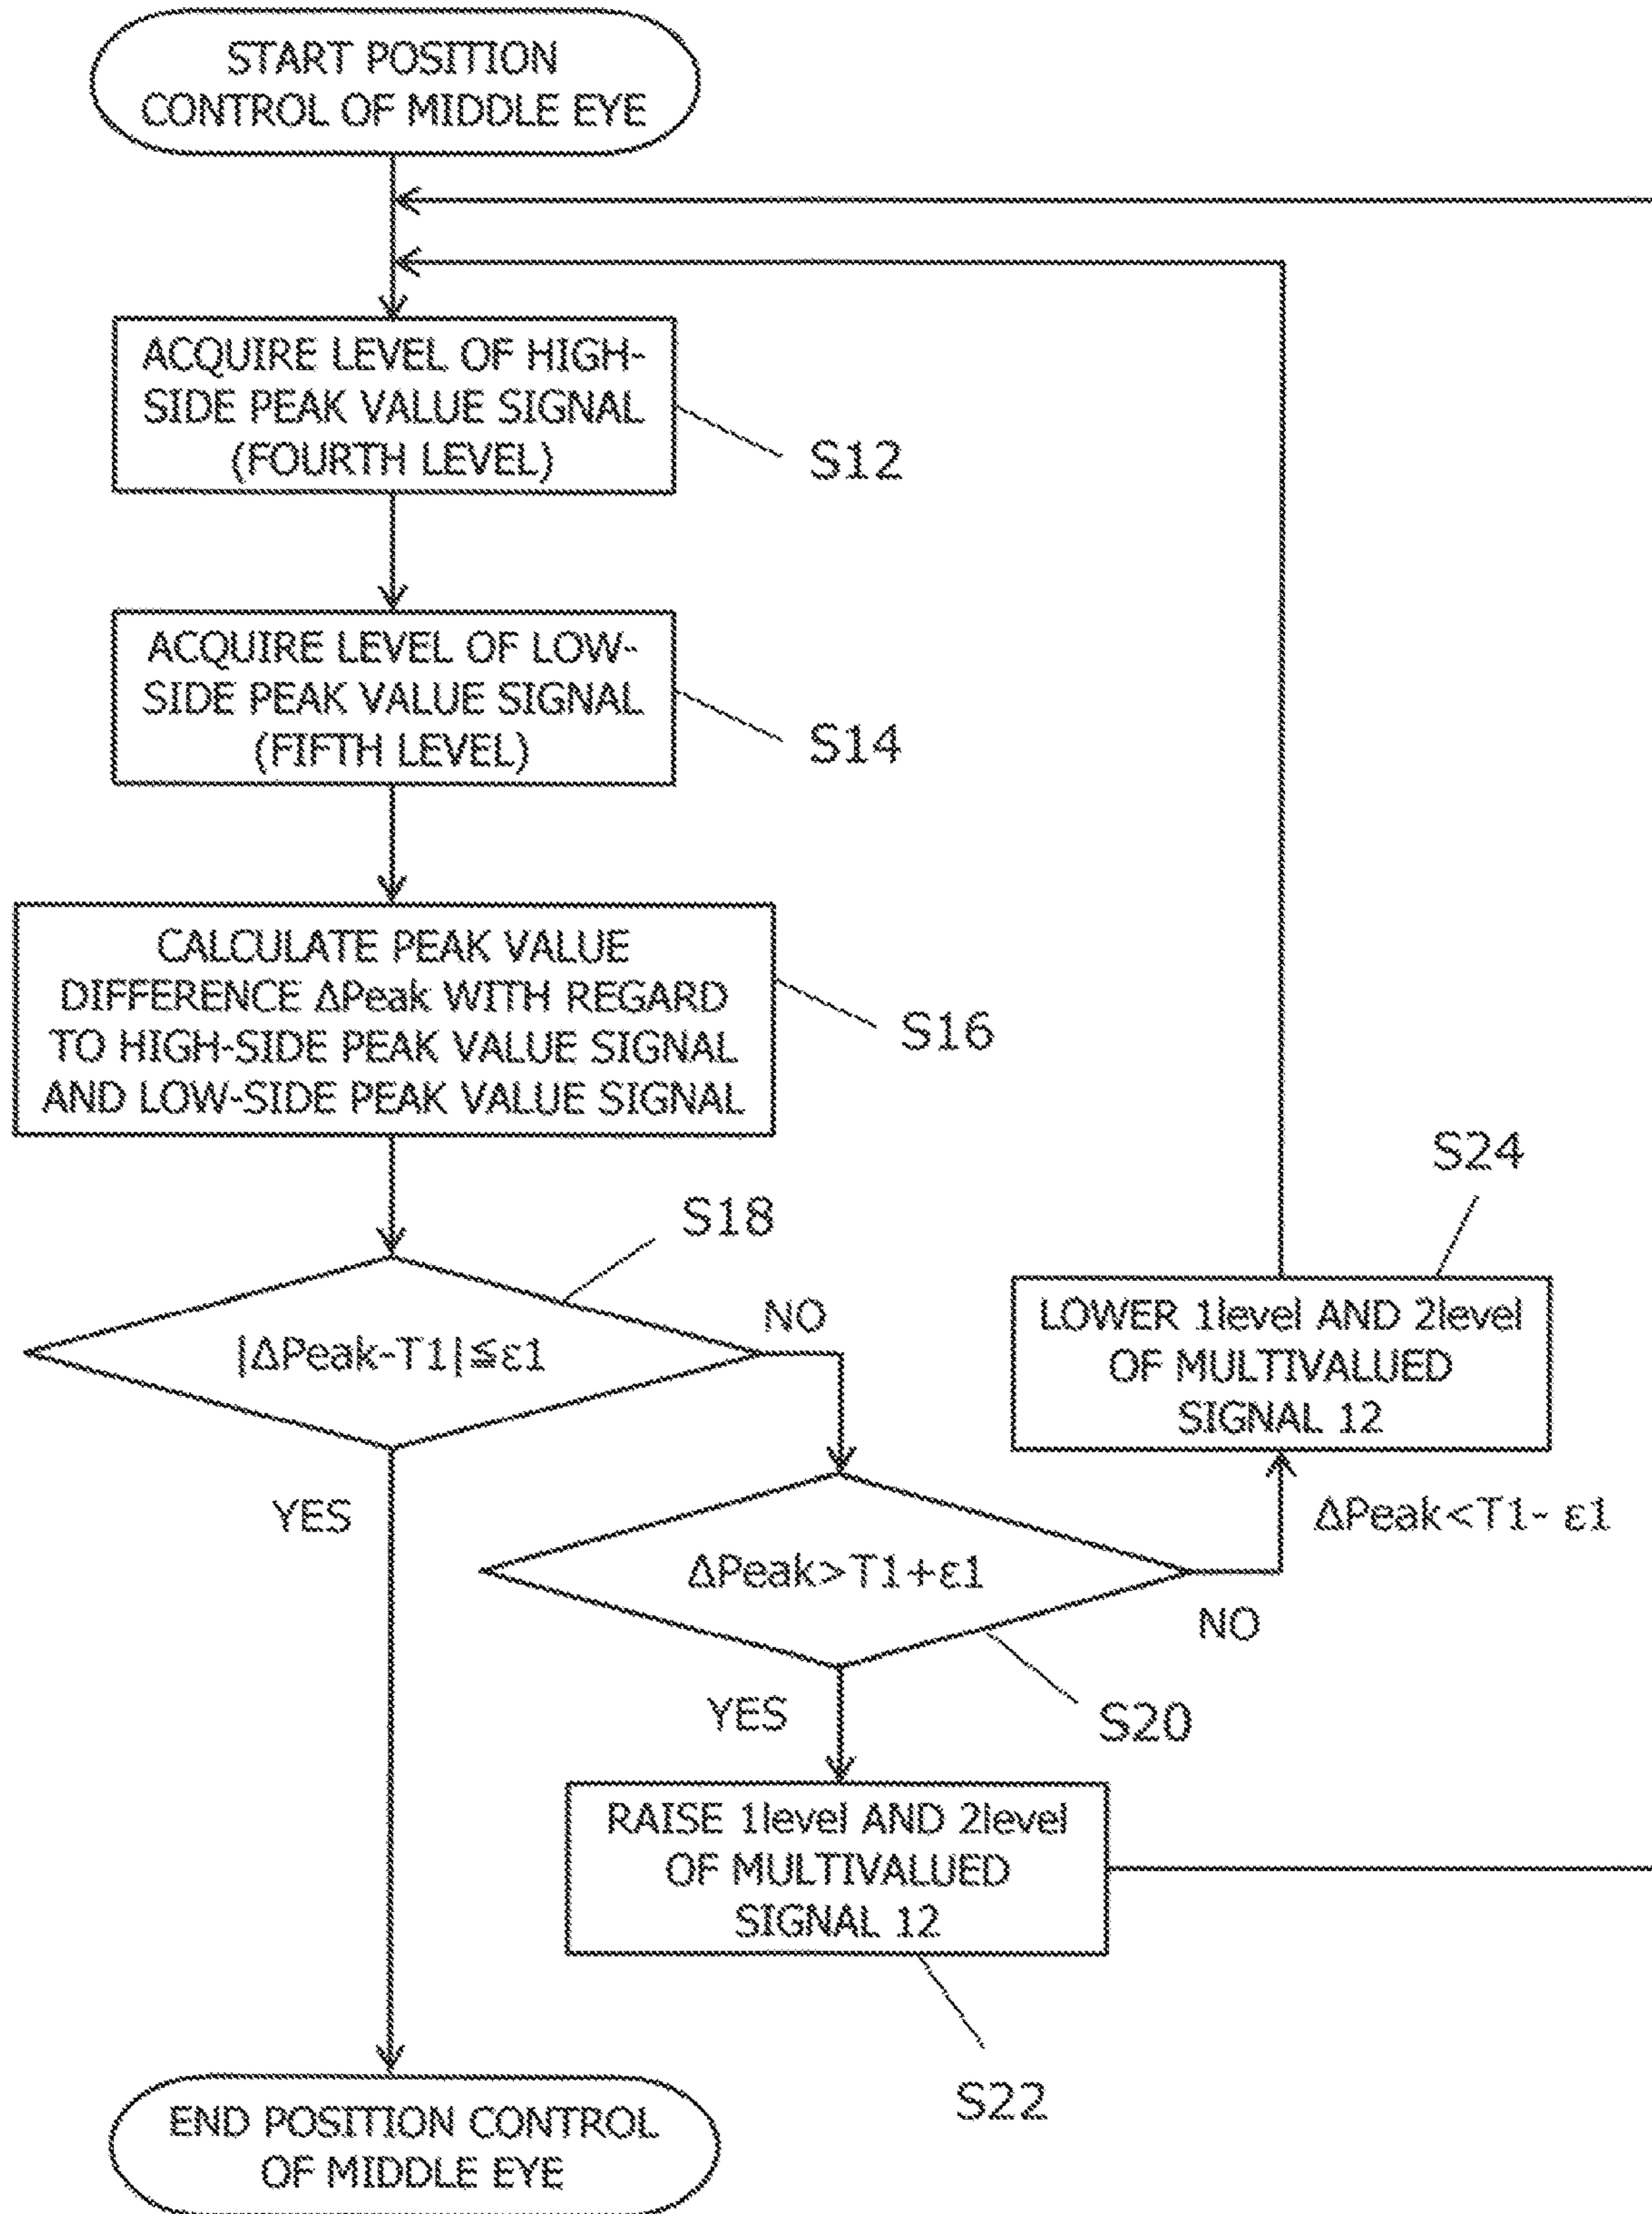 START POSITION
CONTROL OF MIDDLE EYE
ACQUIRE LEVEL OF HIGH-
SIDE PEAK VALUE SIGNAL
(FOURTH LEVEL)
S12
ACQUIRE LEVEL OF LOW-
SIDE PEAK VALUE SIGNAL
(FIFTH LEVEL)
S14
CALCULATE PEAK VALUE
DIFFERENCE ΔPeak WITH REGARD
TO HIGH-SIDE PEAK VALUE SIGNAL
AND LOW-SIDE PEAK VALUE SIGNAL
S16
S18
|ΔPeak-T1|≦ε1
NO
YES
S24
LOWER 1level AND 2level
OF MULTIVALUED
SIGNAL 12
ΔPeak<T1- ε1
ΔPeak>T1+ε1
NO
YES
S20
RAISE 1level AND 2level
OF MULTIVALUED
SIGNAL 12
S22
END POSITION CONTROL
OF MIDDLE EYE